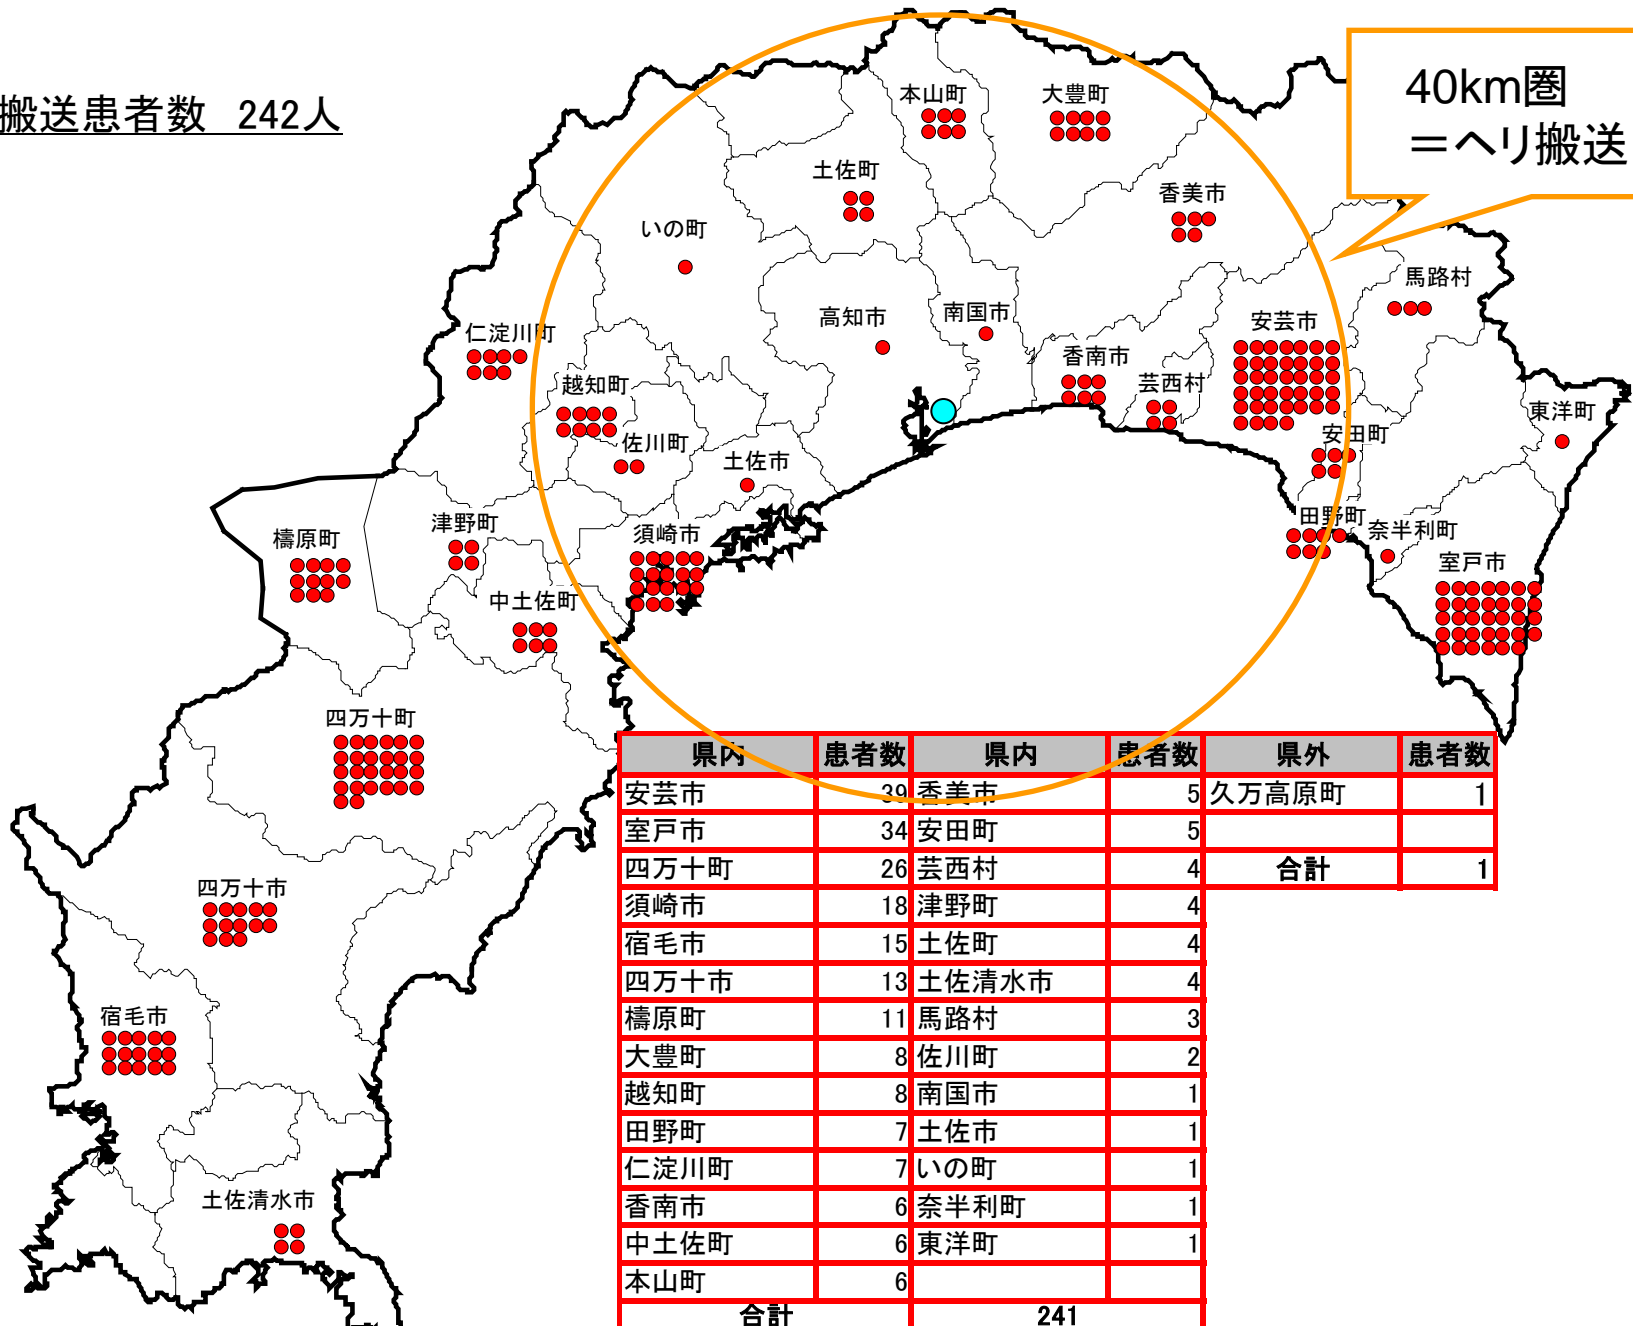 搬送患者数 242人
40km圏
＝ヘリ搬送
本山町
大豊町
土佐町
香美市
いの町
馬路村
高知市
南国市
安芸市
仁淀川町
香南市
越知町
芸西村
東洋町
佐川町
安田町
土佐市
津野町
須崎市
田野町
奈半利町
檮原町
室戸市
中土佐町
四万十町
四万十市
宿毛市
土佐清水市
県内 患者数 県内 患者数 県外 患者数
安芸市 39 香美市 5 久万高原町 1
室戸市 34 安田町 5
四万十町 26 芸西村 4 合計 1
須崎市 18 津野町 4
宿毛市 15 土佐町 4
四万十市 13 土佐清水市 4
檮原町 11 馬路村 3
大豊町 8 佐川町 2
越知町 8 南国市 1
田野町 7 土佐市 1
仁淀川町 7 いの町 1
香南市 6 奈半利町 1
中土佐町 6 東洋町 1
本山町 6
合計 241